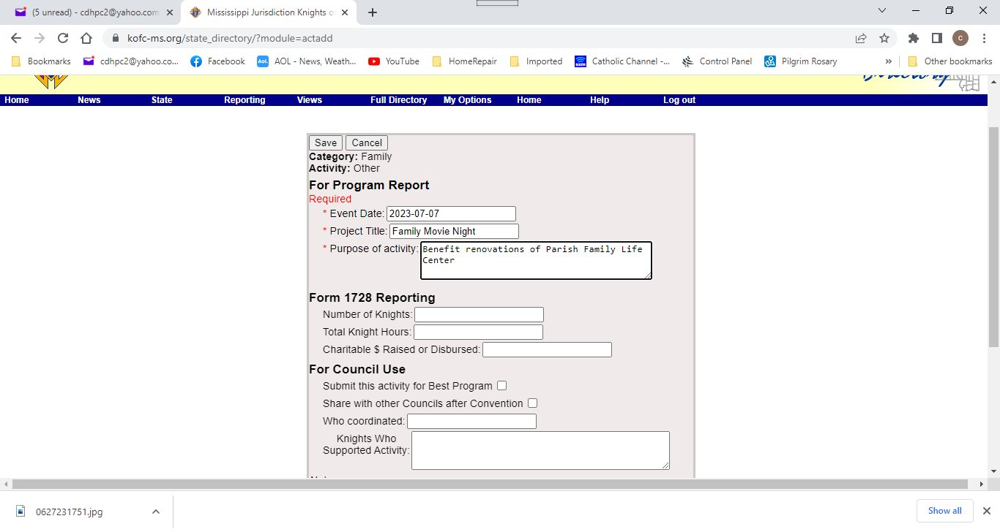 (5 unread) - cdhpc2@yahoo.com
Mississippi Jurisdiction Knights o
kofc-ms.org/state_directory/?module=actadd
c
Bookmarks cdhpc2@yahoo.co... Facebook AOL - News, Weath... YouTube HomeRepair Imported Catholic Channel -... Control Panel Pilgrim Rosary » Other bookmarks
Home News State Reporting Views Full Directory My Options Home Help Log out
Save Cancel
Category: Family
Activity: Other
For Program Report
Required
* Event Date: 2023-07-07
* Project Title: Family Movie Night
* Purpose of activity: Benefit renovations of Parish Family Life
Center
Form 1728 Reporting
Number of Knights:
Total Knight Hours:
Charitable $ Raised or Disbursed:
For Council Use
Submit this activity for Best Program
Share with other Councils after Convention
Who coordinated:
Knights Who
Supported Activity:
0627231751.jpg
Show all